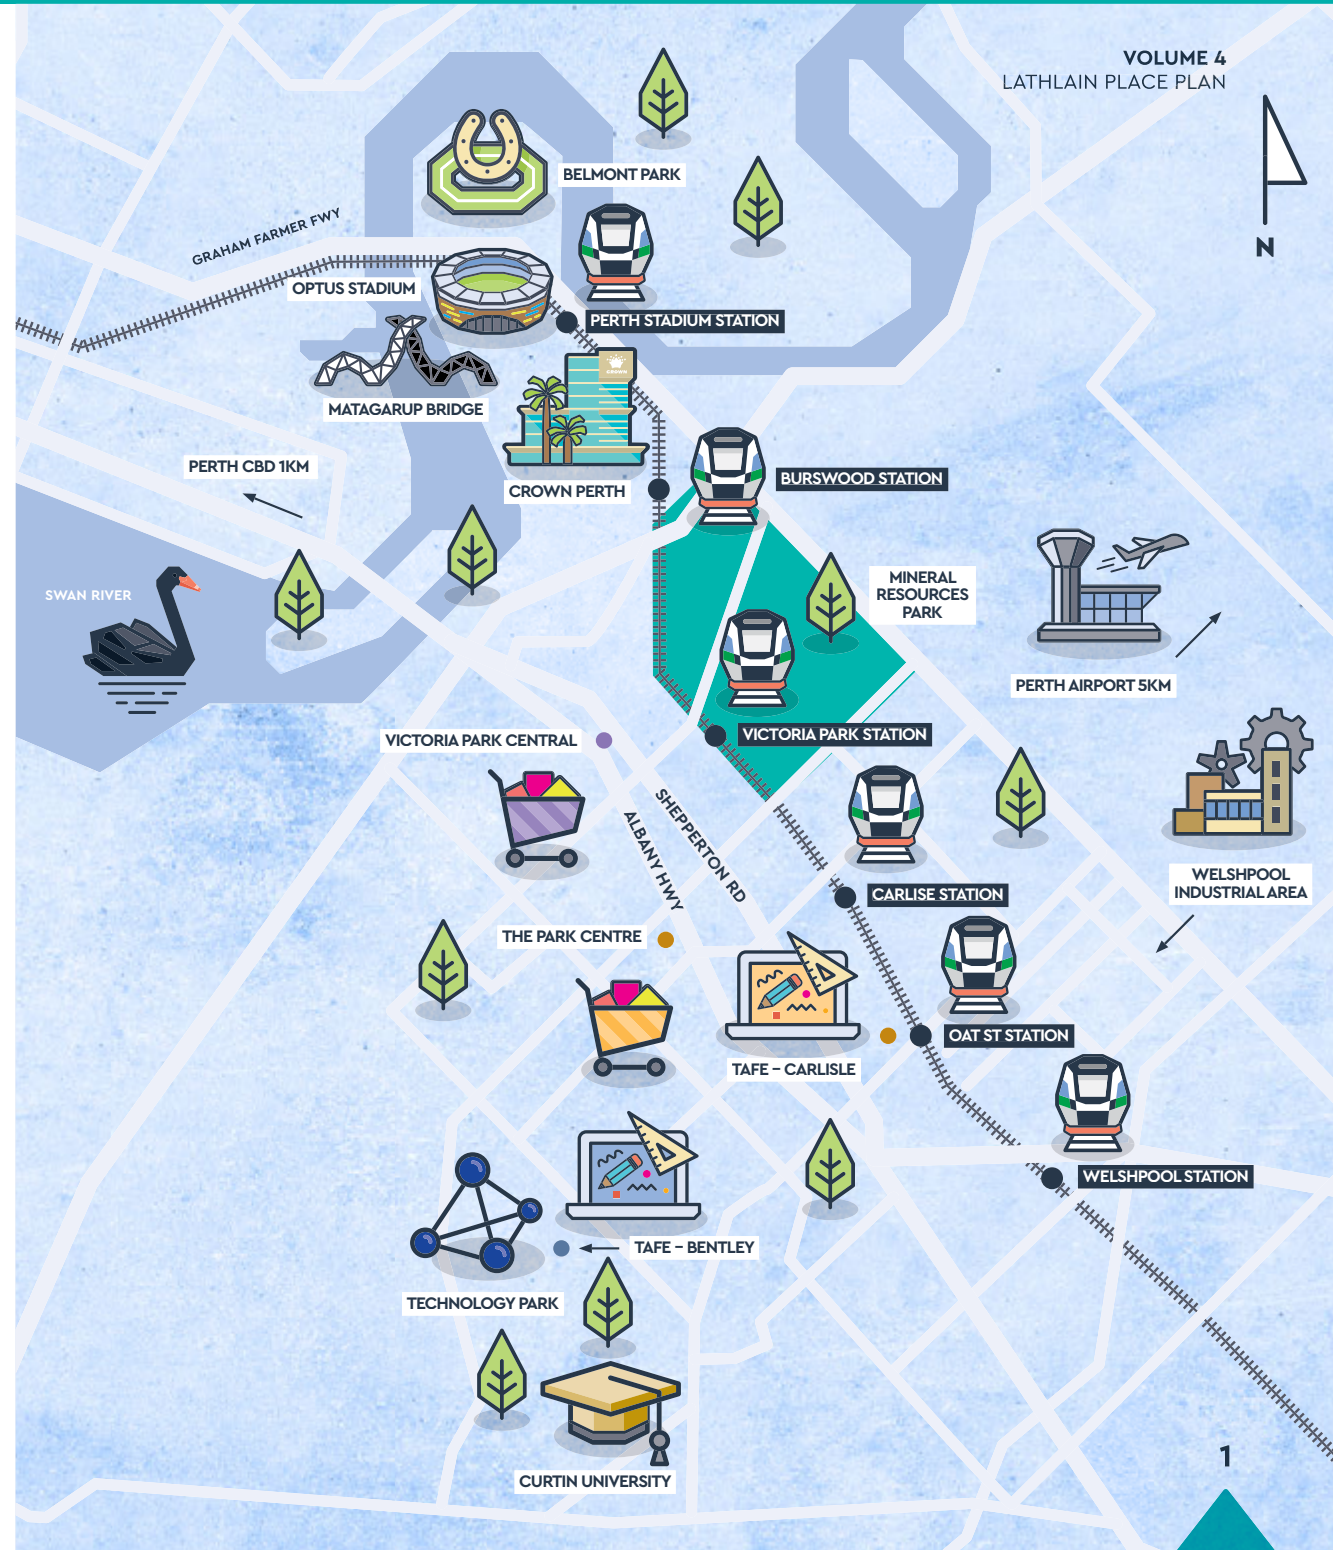 VOLUME 4
LATHLAIN PLACE PLAN
N
BELMONT PARK
GRAHAM FARMER FWY
OPTUS STADIUM
PERTH STADIUM STATION
CROWN
MATAGARUP BRIDGE
PERTH CBD 1KM
BURSWOOD STATION
CROWN PERTH
SWAN RIVER
MINERAL
RESOURCES
PARK
PERTH AIRPORT 5KM
VICTORIA PARK CENTRAL
VICTORIA PARK STATION
SHEPPERTON RD
ALBANY HWY
WELSHPOOL
INDUSTRIAL AREA
CARLISE STATION
THE PARK CENTRE
OAT ST STATION
TAFE – CARLISLE
WELSHPOOL STATION
TAFE – BENTLEY
TECHNOLOGY PARK
CURTIN UNIVERSITY
1